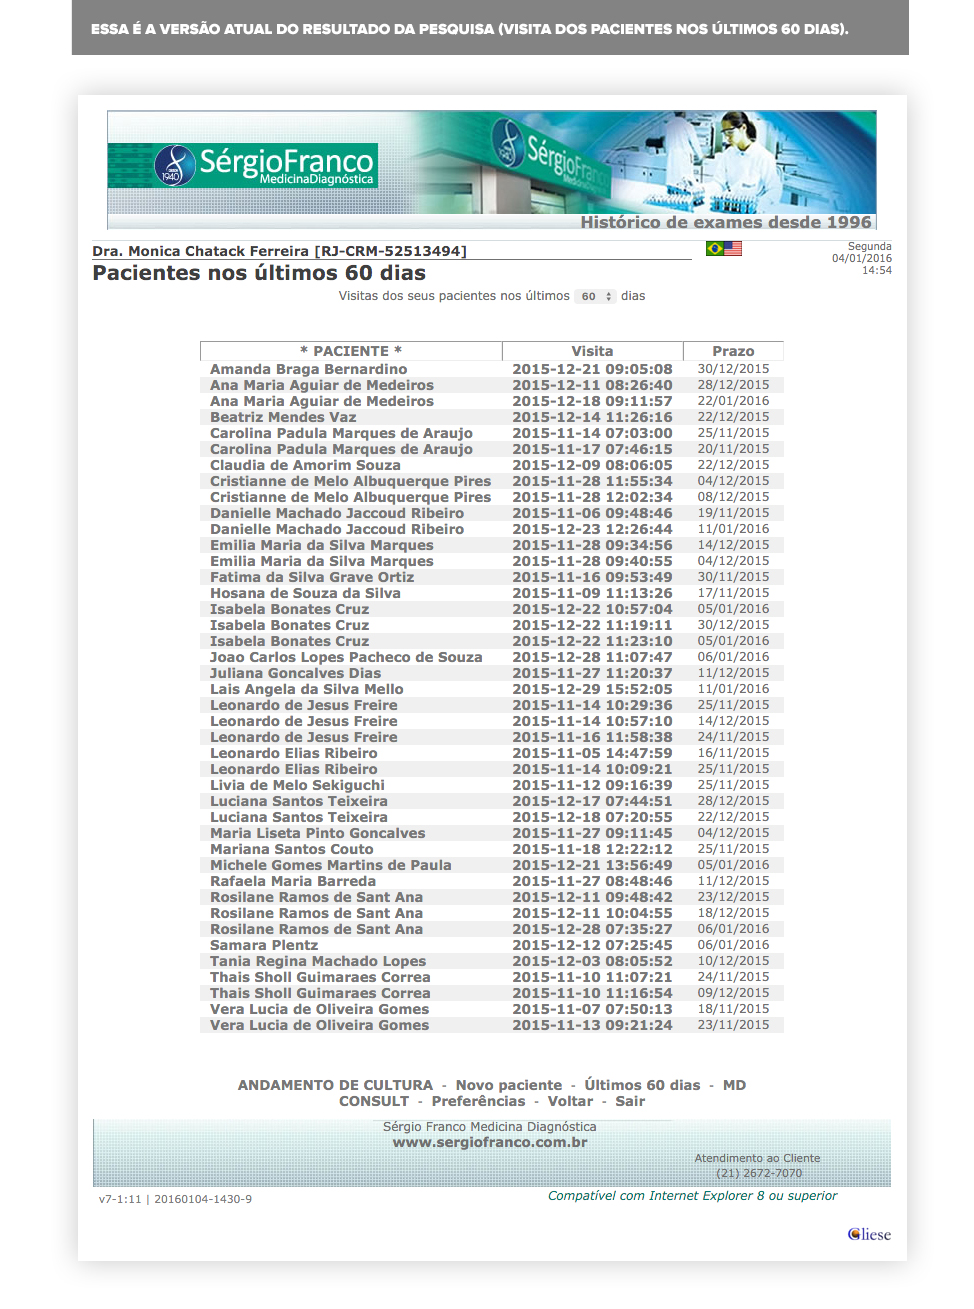 ESSA É A VERSÃO ATUAL DO RESULTADO DA PESQUISA (VISITA DOS PACIENTES NOS ÚLTIMOS 60 DIAS).
SérgioFranco
MedicinaDiagnóstica
DESDE
1940
SérgioFranco
Histórico de exames desde 1996
Dra. Monica Chatack Ferreira [RJ-CRM-52513494]
Segunda
04/01/2016
14:54
Pacientes nos últimos 60 dias
Visitas dos seus pacientes nos últimos 60 dias
* PACIENTE * Visita Prazo
Amanda Braga Bernardino 2015-12-21 09:05:08 30/12/2015
Ana Maria Aguiar de Medeiros 2015-12-11 08:26:40 28/12/2015
Ana Maria Aguiar de Medeiros 2015-12-18 09:11:57 22/01/2016
Beatriz Mendes Vaz 2015-12-14 11:26:16 22/12/2015
Carolina Padula Marques de Araujo 2015-11-14 07:03:00 25/11/2015
Carolina Padula Marques de Araujo 2015-11-17 07:46:15 20/11/2015
Claudia de Amorim Souza 2015-12-09 08:06:05 22/12/2015
Cristianne de Melo Albuquerque Pires 2015-11-28 11:55:34 04/12/2015
Cristianne de Melo Albuquerque Pires 2015-11-28 12:02:34 08/12/2015
Danielle Machado Jaccoud Ribeiro 2015-11-06 09:48:46 19/11/2015
Danielle Machado Jaccoud Ribeiro 2015-12-23 12:26:44 11/01/2016
Emilia Maria da Silva Marques 2015-11-28 09:34:56 14/12/2015
Emilia Maria da Silva Marques 2015-11-28 09:40:55 04/12/2015
Fatima da Silva Grave Ortiz 2015-11-16 09:53:49 30/11/2015
Hosana de Souza da Silva 2015-11-09 11:13:26 17/11/2015
Isabela Bonates Cruz 2015-12-22 10:57:04 05/01/2016
Isabela Bonates Cruz 2015-12-22 11:19:11 30/12/2015
Isabela Bonates Cruz 2015-12-22 11:23:10 05/01/2016
Joao Carlos Lopes Pacheco de Souza 2015-12-28 11:07:47 06/01/2016
Juliana Goncalves Dias 2015-11-27 11:20:37 11/12/2015
Lais Angela da Silva Mello 2015-12-29 15:52:05 11/01/2016
Leonardo de Jesus Freire 2015-11-14 10:29:36 25/11/2015
Leonardo de Jesus Freire 2015-11-14 10:57:10 14/12/2015
Leonardo de Jesus Freire 2015-11-16 11:58:38 24/11/2015
Leonardo Elias Ribeiro 2015-11-05 14:47:59 16/11/2015
Leonardo Elias Ribeiro 2015-11-14 10:09:21 25/11/2015
Livia de Melo Sekiguchi 2015-11-12 09:16:39 25/11/2015
Luciana Santos Teixeira 2015-12-17 07:44:51 28/12/2015
Luciana Santos Teixeira 2015-12-18 07:20:55 22/12/2015
Maria Liseta Pinto Goncalves 2015-11-27 09:11:45 04/12/2015
Mariana Santos Couto 2015-11-18 12:22:12 25/11/2015
Michele Gomes Martins de Paula 2015-12-21 13:56:49 05/01/2016
Rafaela Maria Barreda 2015-11-27 08:48:46 11/12/2015
Rosilane Ramos de Sant Ana 2015-12-11 09:48:42 23/12/2015
Rosilane Ramos de Sant Ana 2015-12-11 10:04:55 18/12/2015
Rosilane Ramos de Sant Ana 2015-12-28 07:35:27 06/01/2016
Samara Plentz 2015-12-12 07:25:45 06/01/2016
Tania Regina Machado Lopes 2015-12-03 08:05:52 10/12/2015
Thais Sholl Guimaraes Correa 2015-11-10 11:07:21 24/11/2015
Thais Sholl Guimaraes Correa 2015-11-10 11:16:54 09/12/2015
Vera Lucia de Oliveira Gomes 2015-11-07 07:50:13 18/11/2015
Vera Lucia de Oliveira Gomes 2015-11-13 09:21:24 23/11/2015
ANDAMENTO DE CULTURA - Novo paciente - Últimos 60 dias - MD
CONSULT - Preferências - Voltar - Sair
Sérgio Franco Medicina Diagnóstica
www.sergiofranco.com.br
Atendimento ao Cliente
(21) 2672-7070
v7-1:11 | 20160104-1430-9
Compatível com Internet Explorer 8 ou superior
Gliese